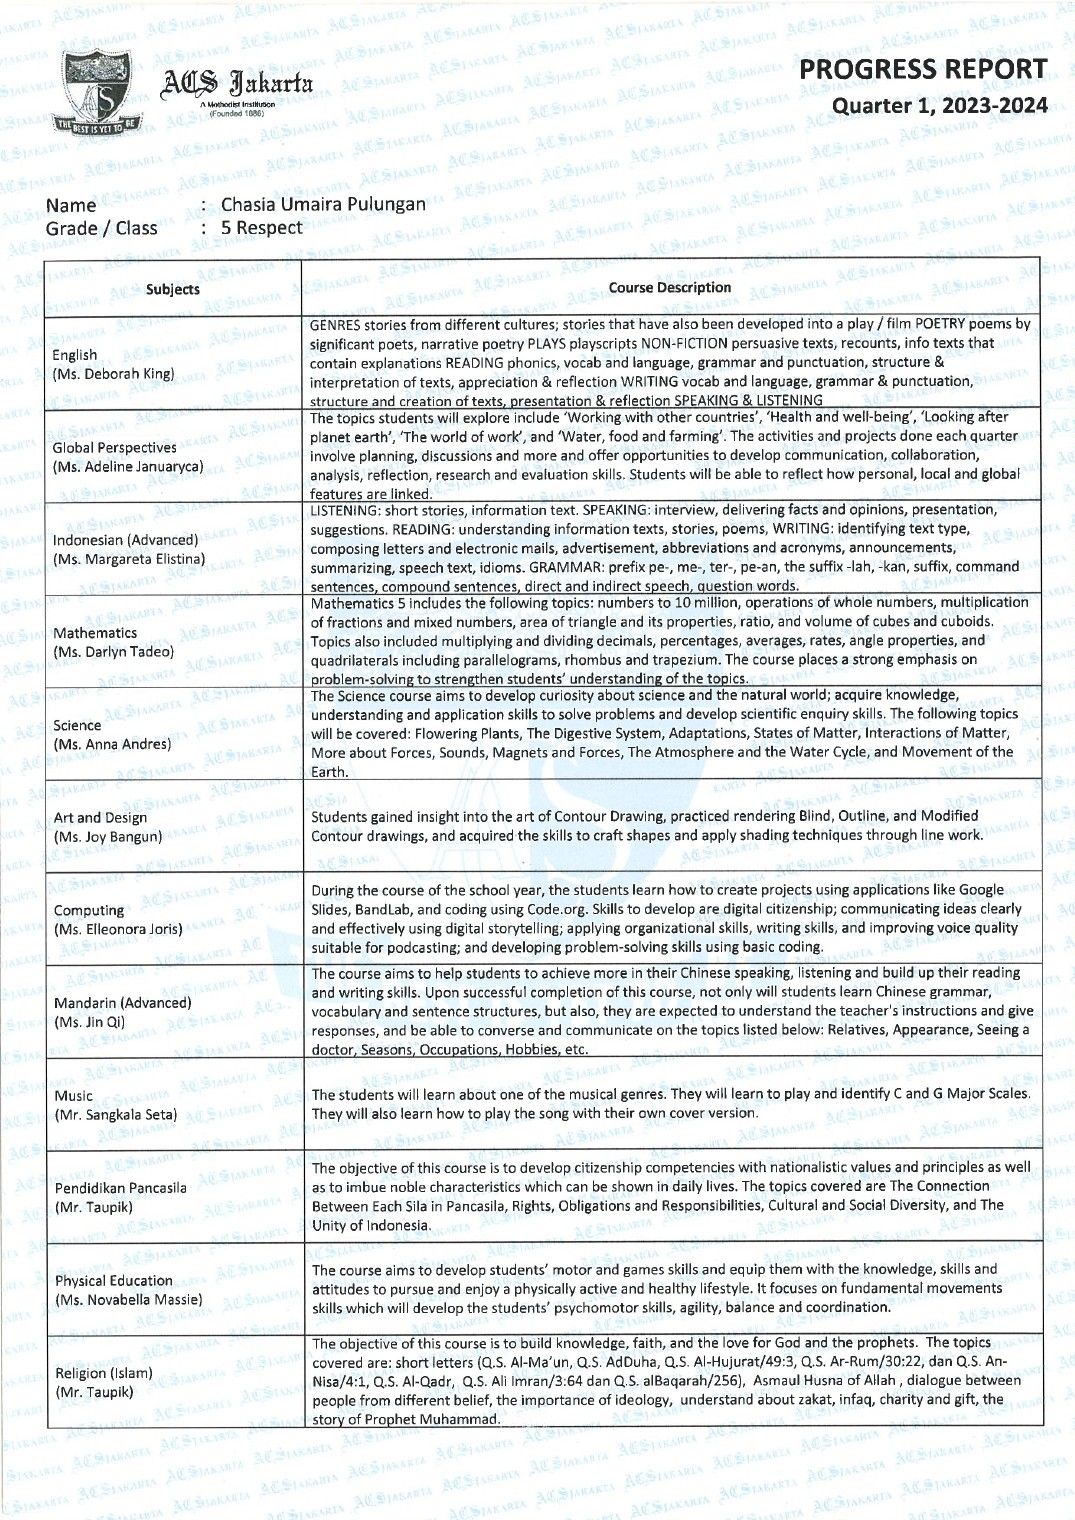 ACS Jakarta
A Methodist Institution
(Founded 1886)
THE BEST IS YET TO BE
PROGRESS REPORT
Quarter 1, 2023-2024
Name : Chasia Umaira Pulungan
Grade / Class : 5 Respect
Subjects
Course Description
English
(Ms. Deborah King)
GENRES stories from different cultures; stories that have also been developed into a play / film POETRY poems by
significant poets, narrative poetry PLAYS playscripts NON-FICTION persuasive texts, recounts, info texts that
contain explanations READING phonics, vocab and language, grammar and punctuation, structure &
interpretation of texts, appreciation & reflection WRITING vocab and language, grammar & punctuation,
structure and creation of texts, presentation & reflection SPEAKING & LISTENING
Global Perspectives
(Ms. Adeline Januaryca)
The topics students will explore include ‘Working with other countries’, ‘Health and well-being’, ‘Looking after
planet earth’, ‘The world of work’, and ‘Water, food and farming’. The activities and projects done each quarter
involve planning, discussions and more and offer opportunities to develop communication, collaboration,
analysis, reflection, research and evaluation skills. Students will be able to reflect how personal, local and global
features are linked.
Indonesian (Advanced)
(Ms. Margareta Elistina)
LISTENING: short stories, information text. SPEAKING: interview, delivering facts and opinions, presentation,
suggestions. READING: understanding information texts, stories, poems, WRITING: identifying text type,
composing letters and electronic mails, advertisement, abbreviations and acronyms, announcements,
summarizing, speech text, idioms. GRAMMAR: prefix pe-, me-, ter-, pe-an, the suffix -lah, -kan, suffix, command
sentences, compound sentences, direct and indirect speech, question words.
Mathematics
(Ms. Darlyn Tadeo)
Mathematics 5 includes the following topics: numbers to 10 million, operations of whole numbers, multiplication
of fractions and mixed numbers, area of triangle and its properties, ratio, and volume of cubes and cuboids.
Topics also included multiplying and dividing decimals, percentages, averages, rates, angle properties, and
quadrilaterals including parallelograms, rhombus and trapezium. The course places a strong emphasis on
problem-solving to strengthen students’ understanding of the topics.
Science
(Ms. Anna Andres)
The Science course aims to develop curiosity about science and the natural world; acquire knowledge,
understanding and application skills to solve problems and develop scientific enquiry skills. The following topics
will be covered: Flowering Plants, The Digestive System, Adaptations, States of Matter, Interactions of Matter,
More about Forces, Sounds, Magnets and Forces, The Atmosphere and the Water Cycle, and Movement of the
Earth.
Art and Design
(Ms. Joy Bangun)
Students gained insight into the art of Contour Drawing, practiced rendering Blind, Outline, and Modified
Contour drawings, and acquired the skills to craft shapes and apply shading techniques through line work.
Computing
(Ms. Elleonora Joris)
During the course of the school year, the students learn how to create projects using applications like Google
Slides, BandLab, and coding using Code.org. Skills to develop are digital citizenship; communicating ideas clearly
and effectively using digital storytelling; applying organizational skills, writing skills, and improving voice quality
suitable for podcasting; and developing problem-solving skills using basic coding.
Mandarin (Advanced)
(Ms. Jin Qi)
The course aims to help students to achieve more in their Chinese speaking, listening and build up their reading
and writing skills. Upon successful completion of this course, not only will students learn Chinese grammar,
vocabulary and sentence structures, but also, they are expected to understand the teacher's instructions and give
responses, and be able to converse and communicate on the topics listed below: Relatives, Appearance, Seeing a
doctor, Seasons, Occupations, Hobbies, etc.
Music
(Mr. Sangkala Seta)
The students will learn about one of the musical genres. They will learn to play and identify C and G Major Scales.
They will also learn how to play the song with their own cover version.
Pendidikan Pancasila
(Mr. Taupik)
The objective of this course is to develop citizenship competencies with nationalistic values and principles as well
as to imbue noble characteristics which can be shown in daily lives. The topics covered are The Connection
Between Each Sila in Pancasila, Rights, Obligations and Responsibilities, Cultural and Social Diversity, and The
Unity of Indonesia.
Physical Education
(Ms. Novabella Massie)
The course aims to develop students’ motor and games skills and equip them with the knowledge, skills and
attitudes to pursue and enjoy a physically active and healthy lifestyle. It focuses on fundamental movements
skills which will develop the students’ psychomotor skills, agility, balance and coordination.
Religion (Islam)
(Mr. Taupik)
The objective of this course is to build knowledge, faith, and the love for God and the prophets. The topics
covered are: short letters (Q.S. Al-Ma’un, Q.S. AdDuha, Q.S. Al-Hujurat/49:3, Q.S. Ar-Rum/30:22, dan Q.S. An-
Nisa/4:1, Q.S. Al-Qadr, Q.S. Ali Imran/3:64 dan Q.S. alBaqarah/256), Asmaul Husna of Allah , dialogue between
people from different belief, the importance of ideology, understand about zakat, infaq, charity and gift, the
story of Prophet Muhammad.